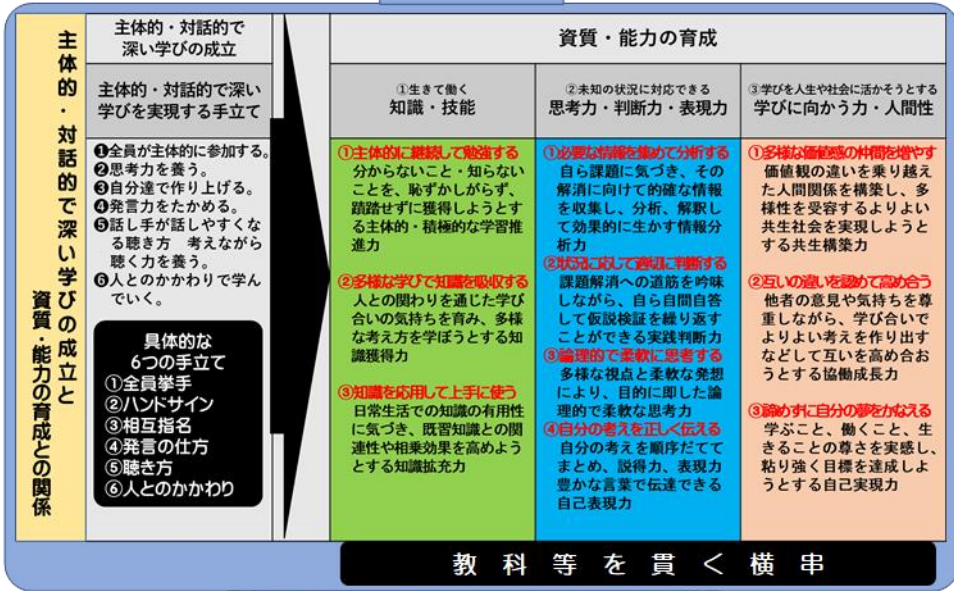 主体的・対話的で深い学びの成立と
資質・能力の育成との関係
主体的・対話的で
深い学びの成立
主体的・対話的で深い
学びを実現する手立て
❶全員が主体的に参加する。
❷思考力を養う。
❸自分達で作り上げる。
❹発言力をたかめる。
❺話し手が話しやすくな
る聴き方 考えながら
聴く力を養う。
❻人とのかかわりで学ん
でいく。
具体的な
6つの手立て
①全員挙手
②ハンドサイン
③相互指名
④発言の仕方
⑤聴き方
⑥人とのかかわり
資質・能力の育成
①生きて働く
知識・技能
①主体的に継続して勉強する
分からないこと・知らない
ことを、恥ずかしがらず、
躊躇せずに獲得しようとす
る主体的・積極的な学習推
進力
②多様な学びで知識を吸収する
人との関わりを通じた学び
合いの気持ちを育み、多様
な考え方を学ぼうとする知
識獲得力
③知識を応用して上手に使う
日常生活での知識の有用性
に気づき、既習知識との関
連性や相乗効果を高めよう
とする知識拡充力
②未知の状況に対応できる
思考力・判断力・表現力
①必要な情報を集めて分析する
自ら課題に気づき、その
解消に向けて的確な情報
を収集し、分析、解釈し
て効果的に生かす情報分
析力
②状況に応じて適切に判断する
課題解消への道筋を吟味
しながら、自ら自問自答
して仮説検証を繰り返す
ことができる実践判断力
③論理的で柔軟に思考する
多様な視点と柔軟な発想
により、目的に即した論
理的で柔軟な思考力
④自分の考えを正しく伝える
自分の考えを順序だてて
まとめ、説得力、表現力
豊かな言葉で伝達できる
自己表現力
③学びを人生や社会に活かそうとする
学びに向かう力・人間性
①多様な価値感の仲間を増やす
価値観の違いを乗り越え
た人間関係を構築し、多
様性を受容するよりよい
共生社会を実現しよう
とする共生構築力
②互いの違いを認めて高め合う
他者の意見や気持ちを尊
重しながら、学び合いで
よりよい考えを作り出す
などして互いを高め合お
うとする協働成長力
③諦めずに自分の夢をかなえる
学ぶこと、働くこと、生
きることの尊さを実感し、
粘り強く目標を達成しよ
うとする自己実現力
教科等を貫く横串